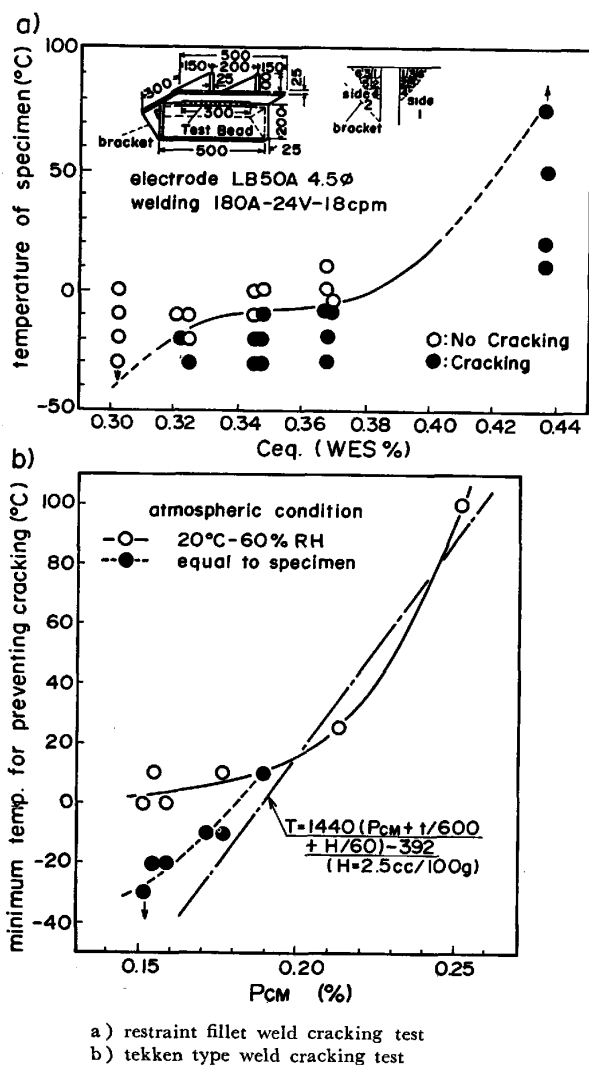 a)
500
150 200 150
300
25
100
25
300
Test Bead
200
bracket
500
25
side 2
side 1
bracket
electrode LB50A 4.5ø
welding 180A-24V-18cpm
temperature of specimen (°C)
100
50
0
-50
○:No Cracking
●:Cracking
0.30 0.32 0.34 0.36 0.38 0.40 0.42 0.44
Ceq. (WES %)
b)
atmospheric condition
-○- 20°C-60% RH
--●-- equal to specimen
minimum temp. for preventing cracking (°C)
100
80
60
40
20
0
-20
-40
T=1440(PCM+t/600
+H/60)-392
(H=2.5cc/100g)
0.15 0.20 0.25
PCM (%)
a) restraint fillet weld cracking test
b) tekken type weld cracking test